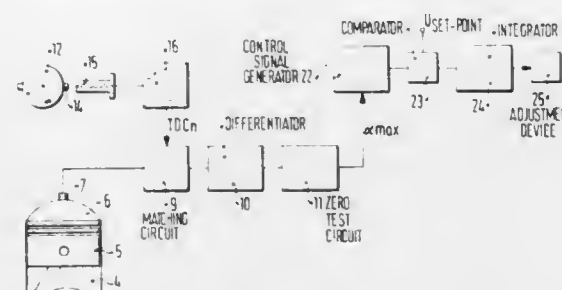 COMPARATOR
U SET-POINT
INTEGRATOR
12
15
16
CONTROL
SIGNAL
GENERATOR 22
14
23
24
25
ADJUSTMENT
DEVICE
TDCn
DIFFERENTIATOR
αmax
7
6
9
MATCHING
CIRCUIT
10
11 ZERO
TEST
CIRCUIT
5
4